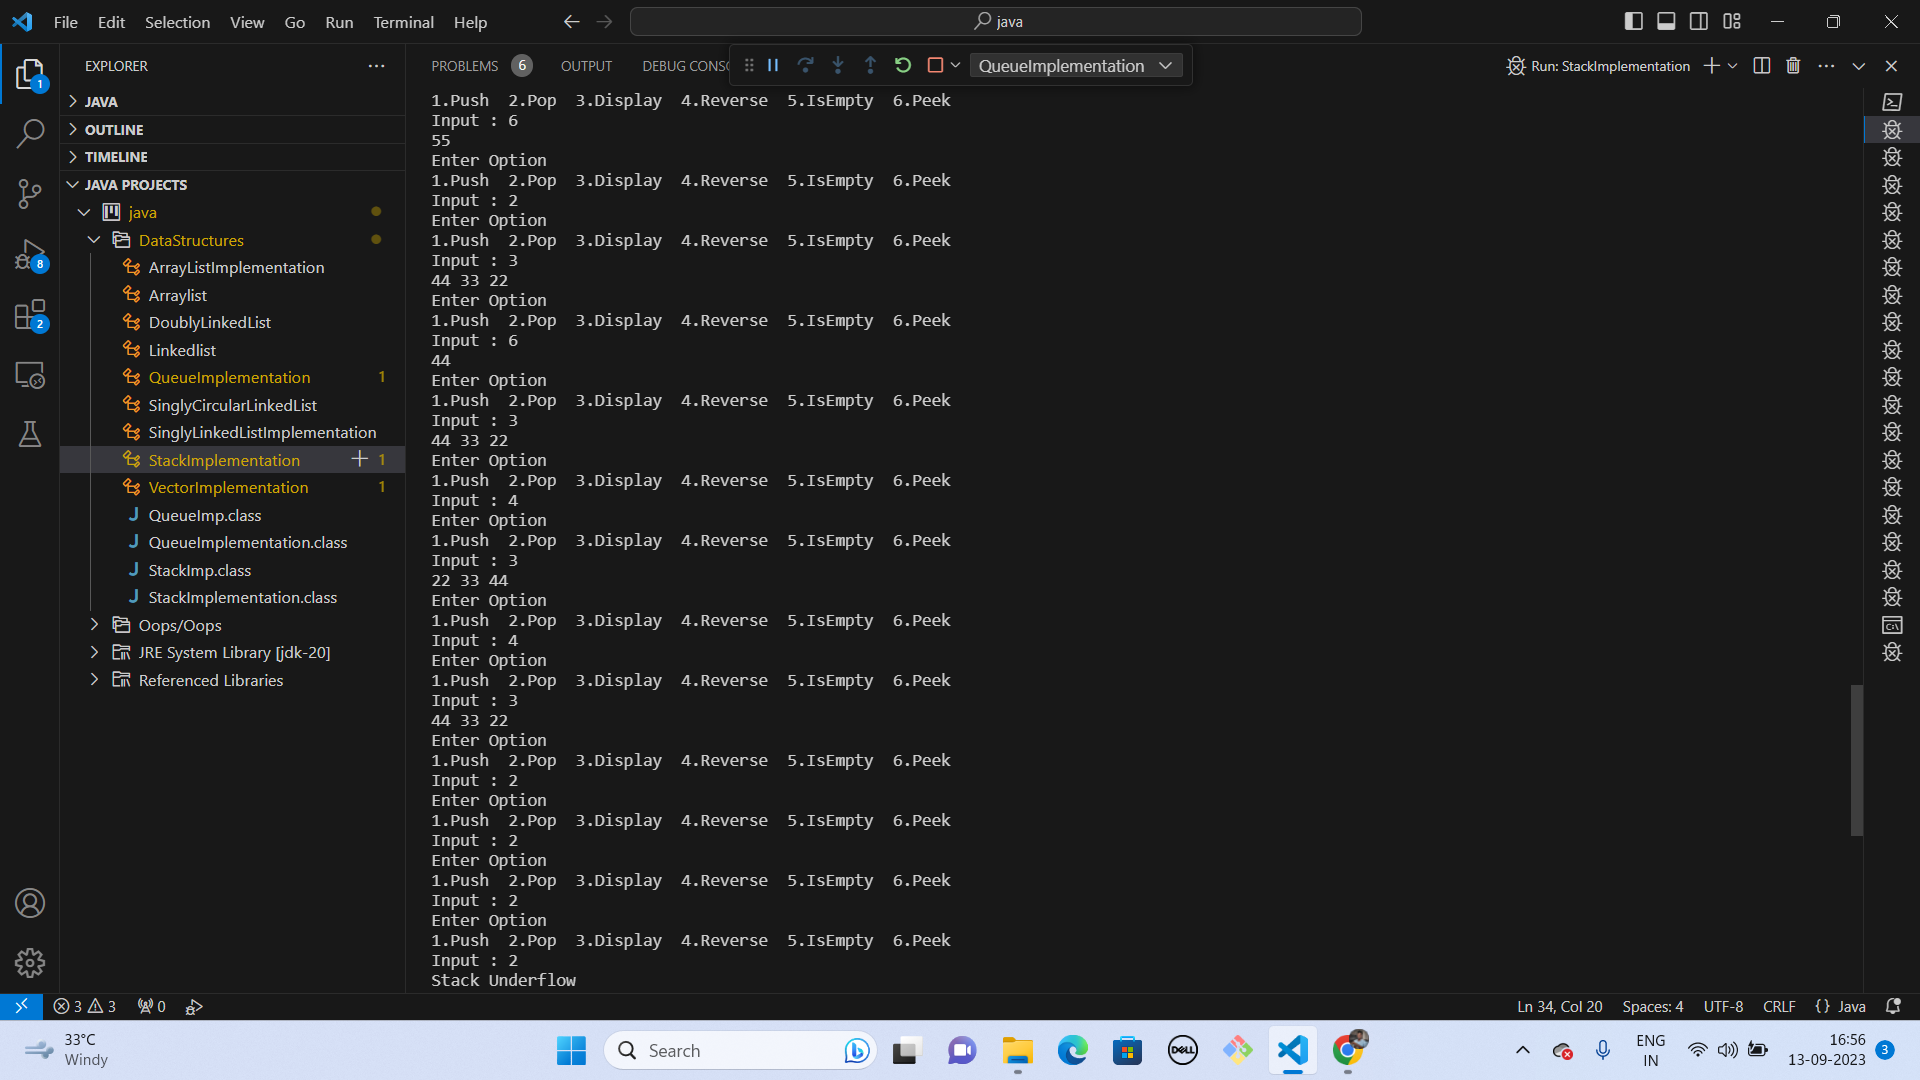 File Edit Selection View Go Run Terminal Help
java
EXPLORER
PROBLEMS 6 OUTPUT DEBUG CONSO
QueueImplementation
Run: StackImplementation
1
8
2
JAVA
OUTLINE
TIMELINE
JAVA PROJECTS
java
DataStructures
ArrayListImplementation
Arraylist
DoublyLinkedList
Linkedlist
QueueImplementation 1
SinglyCircularLinkedList
SinglyLinkedListImplementation
StackImplementation 1
VectorImplementation 1
QueueImp.class
QueueImplementation.class
StackImp.class
StackImplementation.class
Oops/Oops
JRE System Library [jdk-20]
Referenced Libraries
1.Push 2.Pop 3.Display 4.Reverse 5.IsEmpty 6.Peek
Input : 6
55
Enter Option
1.Push 2.Pop 3.Display 4.Reverse 5.IsEmpty 6.Peek
Input : 2
Enter Option
1.Push 2.Pop 3.Display 4.Reverse 5.IsEmpty 6.Peek
Input : 3
44 33 22
Enter Option
1.Push 2.Pop 3.Display 4.Reverse 5.IsEmpty 6.Peek
Input : 6
44
Enter Option
1.Push 2.Pop 3.Display 4.Reverse 5.IsEmpty 6.Peek
Input : 3
44 33 22
Enter Option
1.Push 2.Pop 3.Display 4.Reverse 5.IsEmpty 6.Peek
Input : 4
Enter Option
1.Push 2.Pop 3.Display 4.Reverse 5.IsEmpty 6.Peek
Input : 3
22 33 44
Enter Option
1.Push 2.Pop 3.Display 4.Reverse 5.IsEmpty 6.Peek
Input : 4
Enter Option
1.Push 2.Pop 3.Display 4.Reverse 5.IsEmpty 6.Peek
Input : 3
44 33 22
Enter Option
1.Push 2.Pop 3.Display 4.Reverse 5.IsEmpty 6.Peek
Input : 2
Enter Option
1.Push 2.Pop 3.Display 4.Reverse 5.IsEmpty 6.Peek
Input : 2
Enter Option
1.Push 2.Pop 3.Display 4.Reverse 5.IsEmpty 6.Peek
Input : 2
Enter Option
1.Push 2.Pop 3.Display 4.Reverse 5.IsEmpty 6.Peek
Input : 2
Stack Underflow
3 3 0
Ln 34, Col 20 Spaces: 4 UTF-8 CRLF {} Java
33°C
Windy
Search
DELL
ENG
IN
16:56
13-09-2023
3